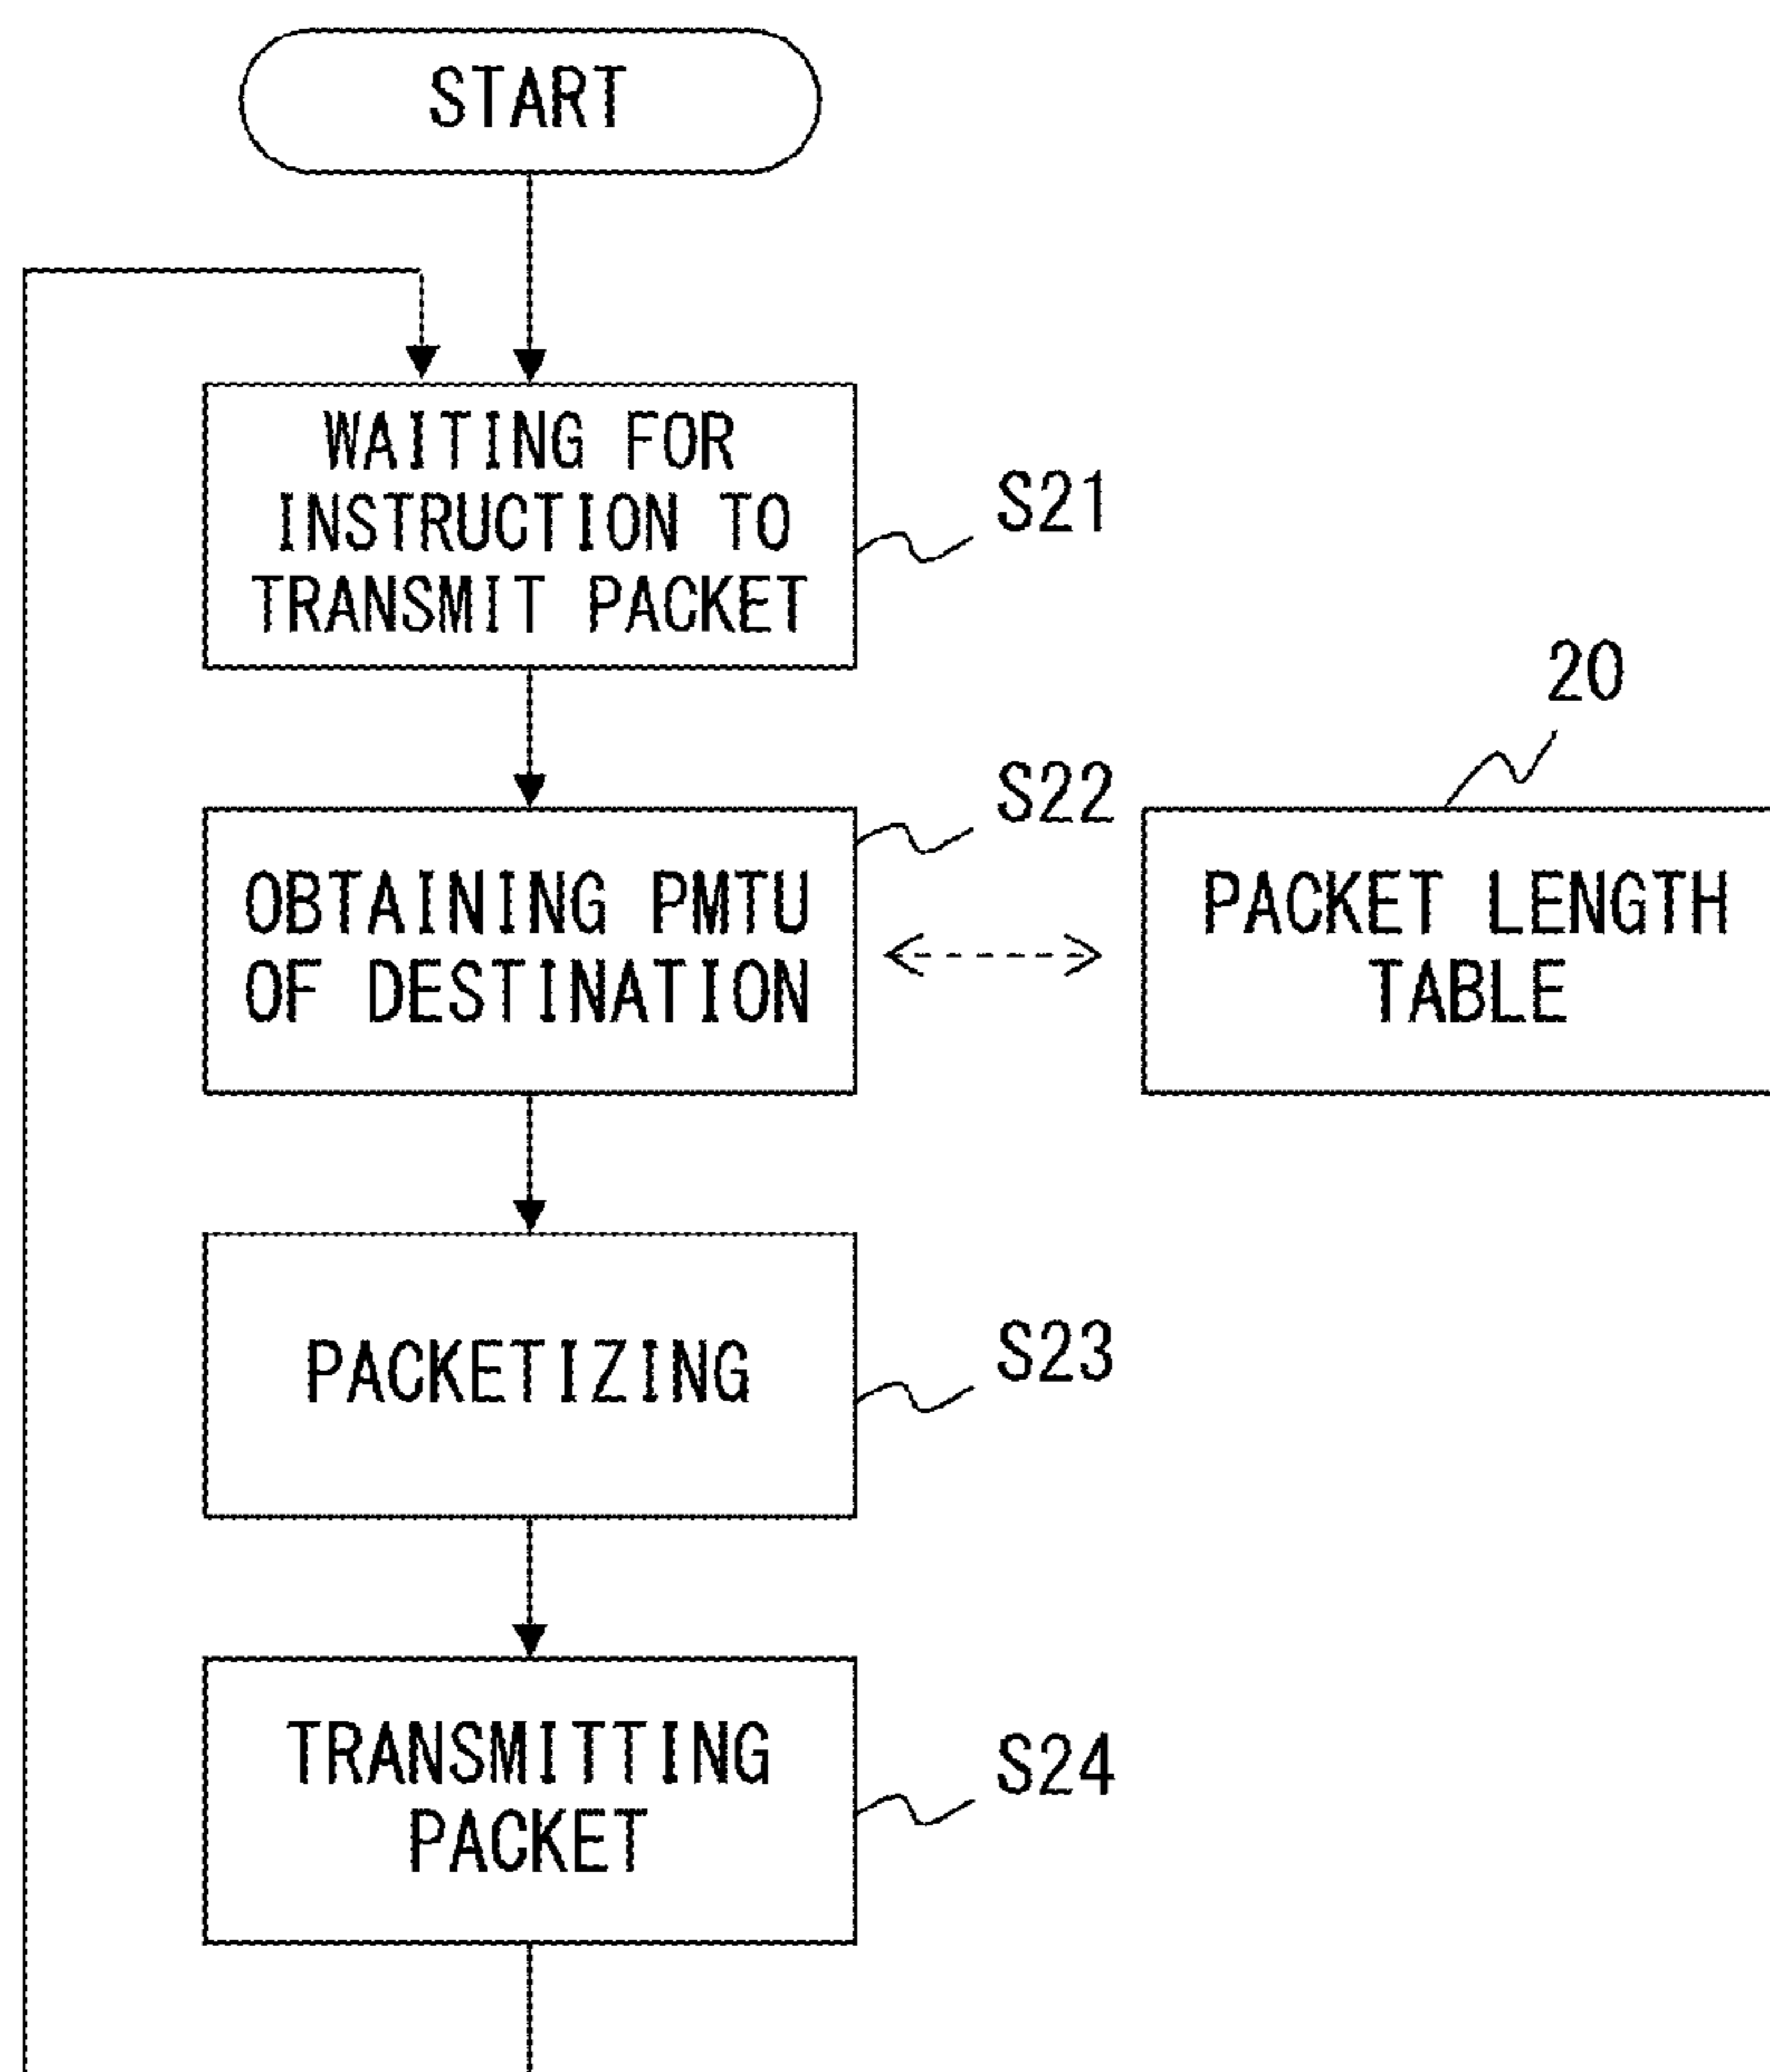 START
WAITING FOR
INSTRUCTION TO
TRANSMIT PACKET
S21
20
S22
OBTAINING PMTU
OF DESTINATION
PACKET LENGTH
TABLE
PACKETIZING
S23
TRANSMITTING
PACKET
S24